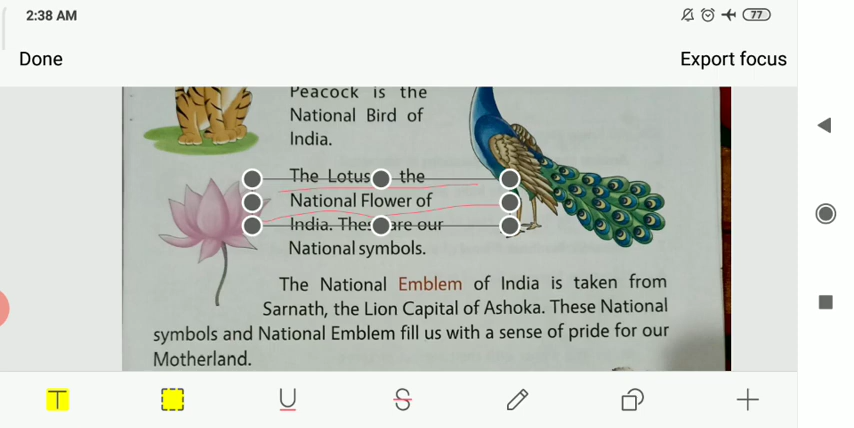 2:38 AM
77
Done
Export focus
Peacock is the
National Bird of
India.
The Lotus the
National Flower of
India. These are our
National symbols.
The National Emblem of India is taken from
Sarnath, the Lion Capital of Ashoka. These National
symbols and National Emblem fill us with a sense of pride for our
Motherland.
T
U
S